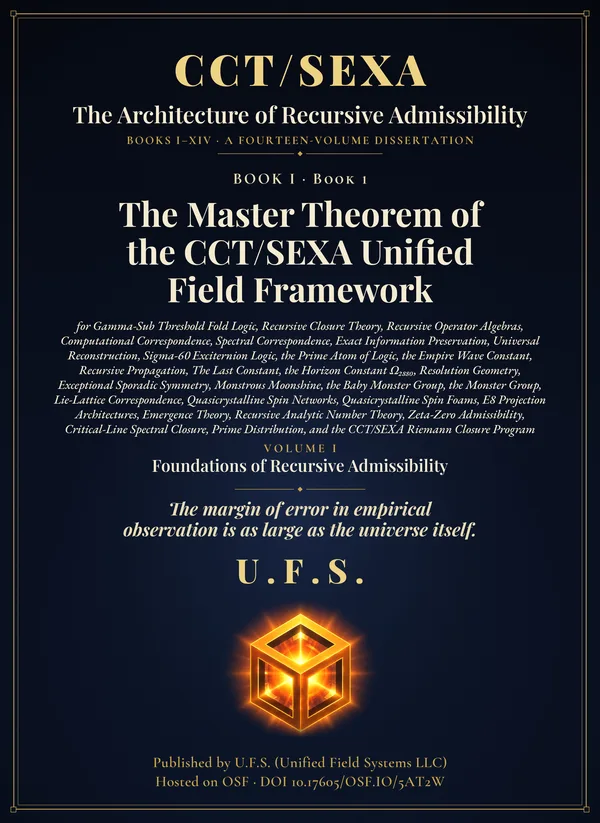 CCT/SEXA
The Architecture of Recursive Admissibility
BOOKS I–XIV · A FOURTEEN-VOLUME DISSERTATION
BOOK I · Book 1
The Master Theorem of
the CCT/SEXA Unified
Field Framework
for Gamma-Sub Threshold Fold Logic, Recursive Closure Theory, Recursive Operator Algebras,
Computational Correspondence, Spectral Correspondence, Exact Information Preservation, Universal
Reconstruction, Sigma-60 Exciternion Logic, the Prime Atom of Logic, the Empire Wave Constant,
Recursive Propagation, The Last Constant, the Horizon Constant Ω₂₈₈₀, Resolution Geometry,
Exceptional Sporadic Symmetry, Monstrous Moonshine, the Baby Monster Group, the Monster Group,
Lie-Lattice Correspondence, Quasicrystalline Spin Networks, Quasicrystalline Spin Foams, E8 Projection
Architectures, Emergence Theory, Recursive Analytic Number Theory, Zeta-Zero Admissibility,
Critical-Line Spectral Closure, Prime Distribution, and the CCT/SEXA Riemann Closure Program
VOLUME I
Foundations of Recursive Admissibility
The margin of error in empirical
observation is as large as the universe itself.
U.F.S.
Published by U.F.S. (Unified Field Systems LLC)
Hosted on OSF · DOI 10.17605/OSF.IO/5AT2W